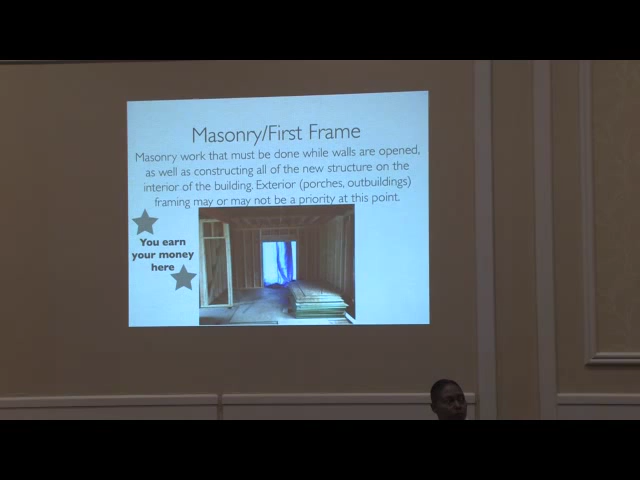 Masonry/First Frame
Masonry work that must be done while walls are opened,
as well as constructing all of the new structure on the
interior of the building. Exterior (porches, outbuildings)
framing may or may not be a priority at this point.
You earn
your money
here